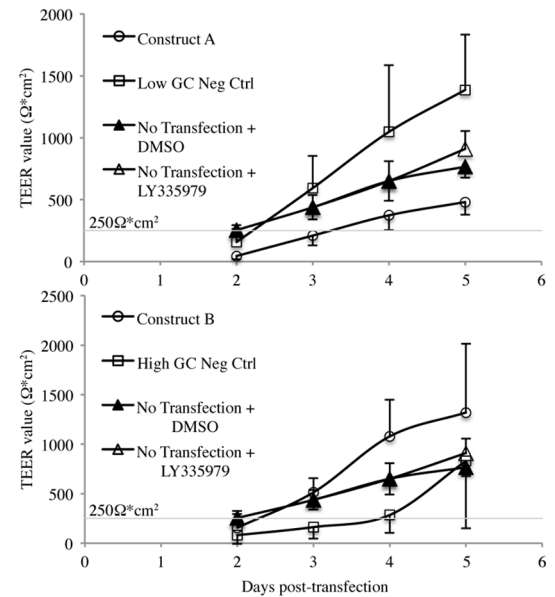 2000
1500
1000
500
0
TEER value (Ω*cm²)
Construct A
Low GC Neg Ctrl
No Transfection +
DMSO
No Transfection +
LY335979
250Ω*cm²
0 1 2 3 4 5 6
2500
2000
1500
1000
500
0
TEER value (Ω*cm²)
Construct B
High GC Neg Ctrl
No Transfection +
DMSO
No Transfection +
LY335979
250Ω*cm²
0 1 2 3 4 5 6
Days post-transfection